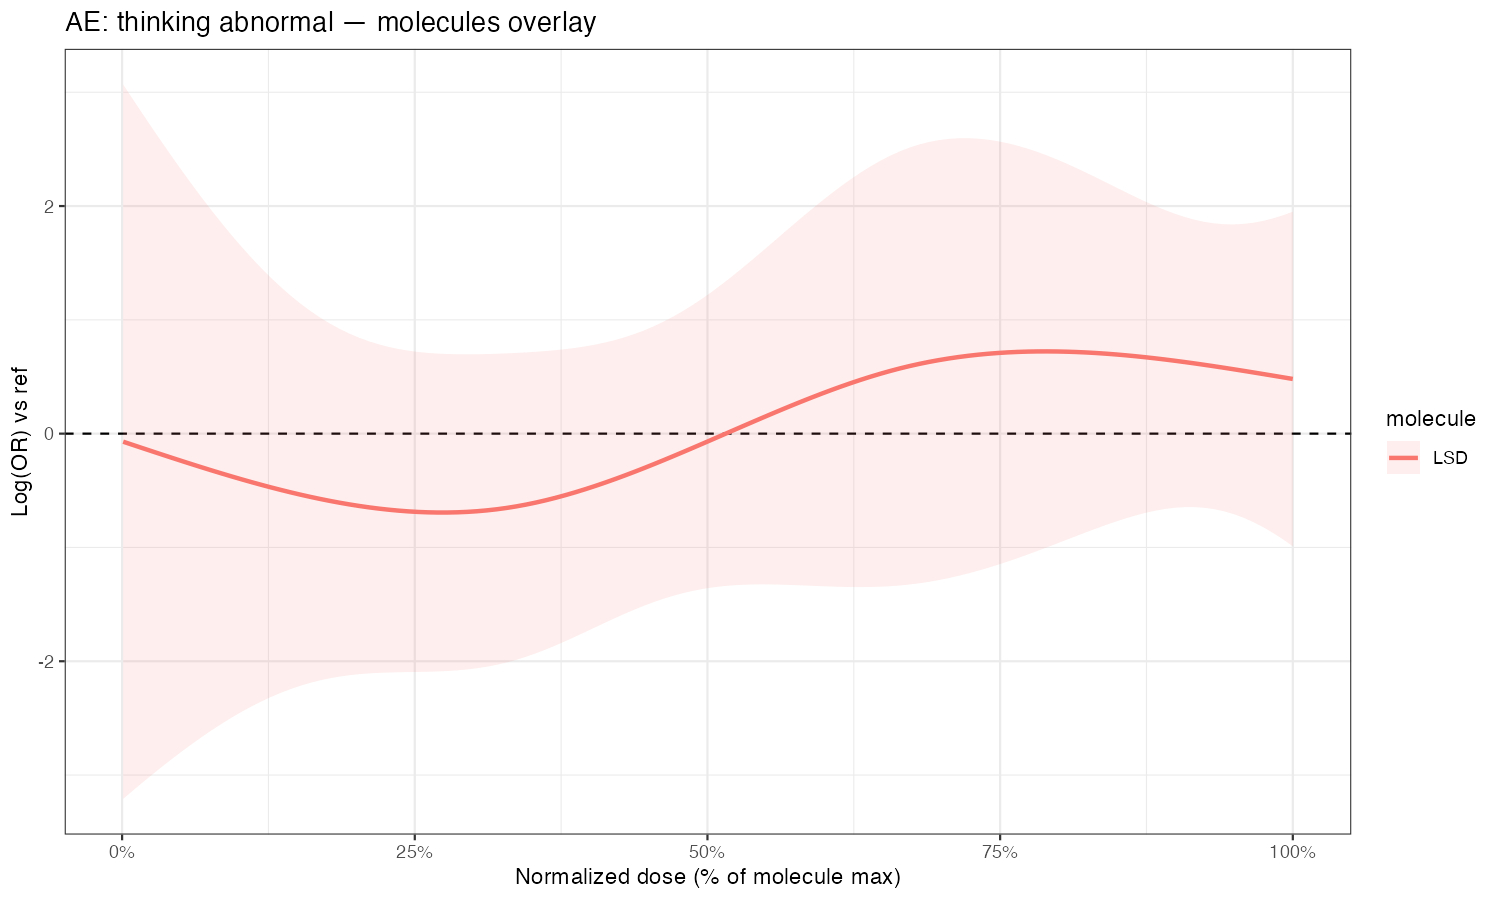 AE: thinking abnormal — molecules overlay
Log(OR) vs ref
2
0
-2
0%
25%
50%
75%
100%
Normalized dose (% of molecule max)
molecule
LSD